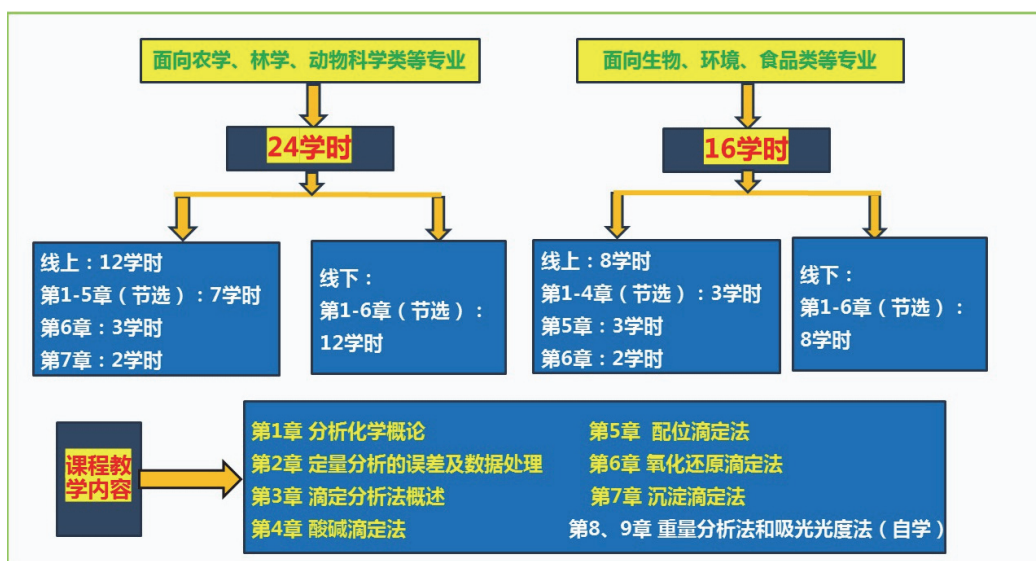 面向农学、林学、动物科学类等专业
面向生物、环境、食品类等专业
24学时
16学时
线上：12学时
第1-5章（节选）：7学时
第6章：3学时
第7章：2学时
线下：
第1-6章（节选）：
12学时
线上：8学时
第1-4章（节选）：3学时
第5章：3学时
第6章：2学时
线下：
第1-6章（节选）：
8学时
课程教
学内容
第1章 分析化学概论
第2章 定量分析的误差及数据处理
第3章 滴定分析法概述
第4章 酸碱滴定法
第5章 配位滴定法
第6章 氧化还原滴定法
第7章 沉淀滴定法
第8、9章 重量分析法和吸光光度法（自学）